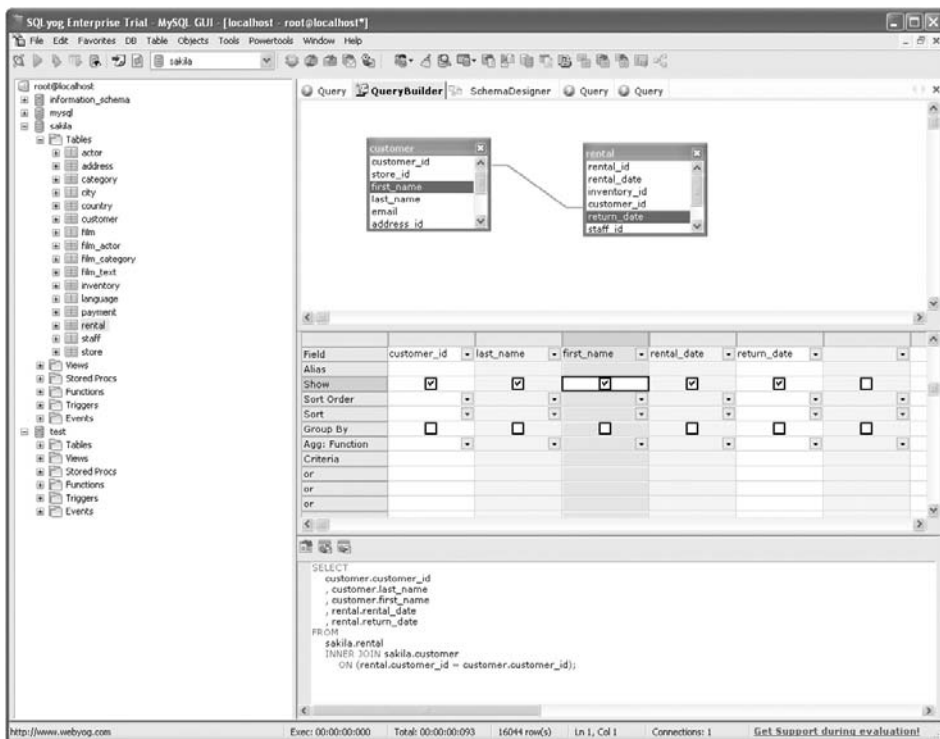 SQLyog Enterprise Trial - MySQL GUI - [localhost - root@localhost*]
File Edit Favorites DB Table Objects Tools Powertools Window Help
sakila
root@localhost
information_schema
mysql
sakila
Tables
actor
address
category
city
country
customer
film
film_actor
film_category
film_text
inventory
language
payment
rental
staff
store
Views
Stored Procs
Functions
Triggers
Events
test
Tables
Views
Stored Procs
Functions
Triggers
Events
Query QueryBuilder SchemaDesigner Query Query
customer
customer_id
store_id
first_name
last_name
email
address_id
rental
rental_id
rental_date
inventory_id
customer_id
return_date
staff_id
Field customer_id last_name first_name rental_date return_date
Alias
Show
Sort Order
Sort
Group By
Agg: Function
Criteria
or
or
or
SELECT
customer.customer_id
, customer.last_name
, customer.first_name
, rental.rental_date
, rental.return_date
FROM
sakila.rental
INNER JOIN sakila.customer
ON (rental.customer_id = customer.customer_id);
http://www.webyog.com Exec: 00:00:00:000 Total: 00:00:00:093 16044 row(s) Ln 1, Col 1 Connections: 1 Get Support during evaluation!